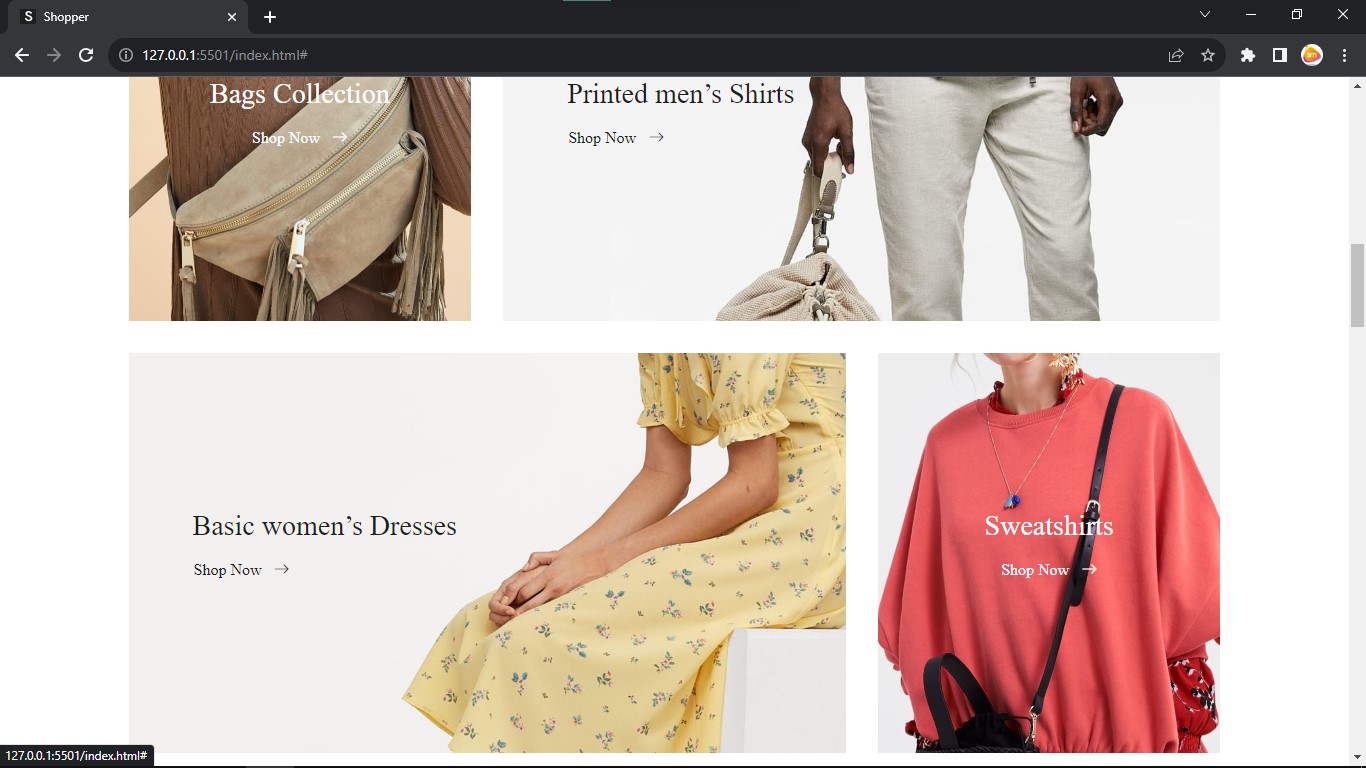 S Shopper
127.0.0.1:5501/index.html#
Bags Collection
Shop Now →
Printed men’s Shirts
Shop Now →
Basic women’s Dresses
Shop Now →
Sweatshirts
Shop Now →
127.0.0.1:5501/index.html#